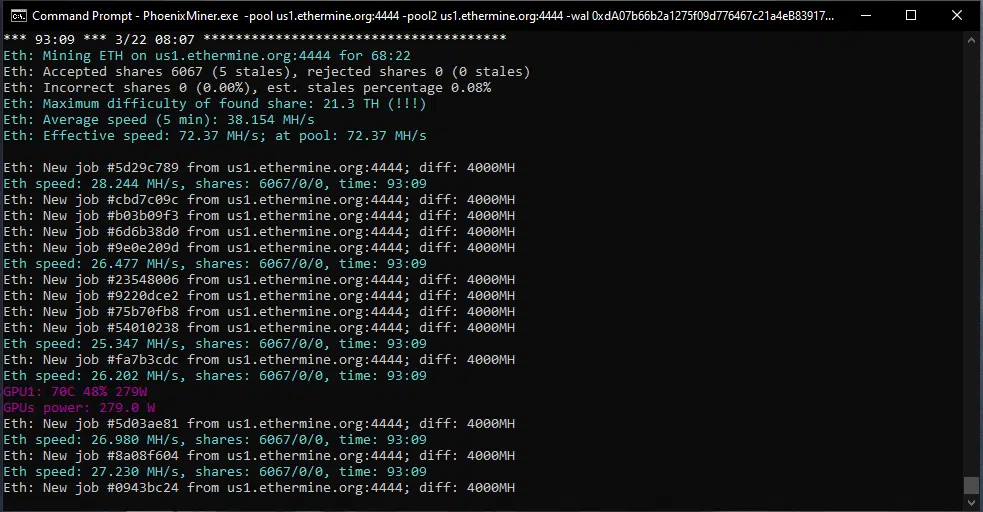 Command Prompt - PhoenixMiner.exe -pool us1.ethermine.org:4444 -pool2 us1.ethermine.org:4444 -wal 0xdA07b66b2a1275f09d776467c21a4eB83917...
*** 93:09 *** 3/22 08:07 **************************************
Eth: Mining ETH on us1.ethermine.org:4444 for 68:22
Eth: Accepted shares 6067 (5 stales), rejected shares 0 (0 stales)
Eth: Incorrect shares 0 (0.00%), est. stales percentage 0.08%
Eth: Maximum difficulty of found share: 21.3 TH (!!!)
Eth: Average speed (5 min): 38.154 MH/s
Eth: Effective speed: 72.37 MH/s; at pool: 72.37 MH/s
Eth: New job #5d29c789 from us1.ethermine.org:4444; diff: 4000MH
Eth speed: 28.244 MH/s, shares: 6067/0/0, time: 93:09
Eth: New job #cbd7c09c from us1.ethermine.org:4444; diff: 4000MH
Eth: New job #b03b09f3 from us1.ethermine.org:4444; diff: 4000MH
Eth: New job #6d6b38d0 from us1.ethermine.org:4444; diff: 4000MH
Eth: New job #9e0e209d from us1.ethermine.org:4444; diff: 4000MH
Eth speed: 26.477 MH/s, shares: 6067/0/0, time: 93:09
Eth: New job #23548006 from us1.ethermine.org:4444; diff: 4000MH
Eth: New job #9220dce2 from us1.ethermine.org:4444; diff: 4000MH
Eth: New job #75b70fb8 from us1.ethermine.org:4444; diff: 4000MH
Eth: New job #54010238 from us1.ethermine.org:4444; diff: 4000MH
Eth speed: 25.347 MH/s, shares: 6067/0/0, time: 93:09
Eth: New job #fa7b3cdc from us1.ethermine.org:4444; diff: 4000MH
Eth speed: 26.202 MH/s, shares: 6067/0/0, time: 93:09
GPU1: 70C 48% 279W
GPUs power: 279.0 W
Eth: New job #5d03ae81 from us1.ethermine.org:4444; diff: 4000MH
Eth speed: 26.980 MH/s, shares: 6067/0/0, time: 93:09
Eth: New job #8a08f604 from us1.ethermine.org:4444; diff: 4000MH
Eth speed: 27.230 MH/s, shares: 6067/0/0, time: 93:09
Eth: New job #0943bc24 from us1.ethermine.org:4444; diff: 4000MH